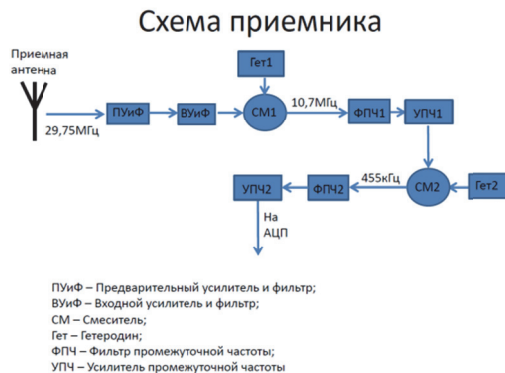 Схема приемника
Приемная
антенна
Гет1
29,75МГц
ПУиФ
ВУиФ
СМ1
10,7МГц
ФПЧ1
УПЧ1
УПЧ2
ФПЧ2
455кГц
СМ2
Гет2
На
АЦП
ПУиФ – Предварительный усилитель и фильтр;
ВУиФ – Входной усилитель и фильтр;
СМ – Смеситель;
Гет – Гетеродин;
ФПЧ – Фильтр промежуточной частоты;
УПЧ – Усилитель промежуточной частоты